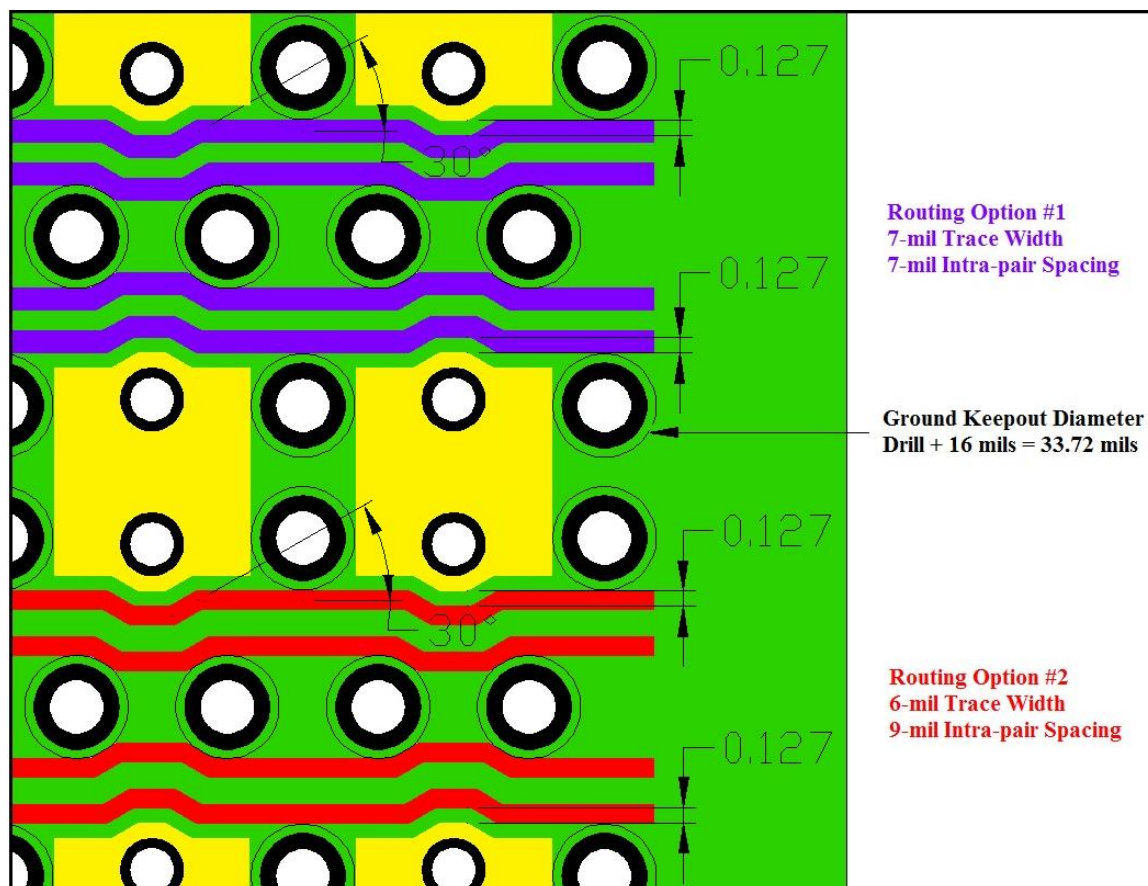 0.127
30°
Routing Option #1
7-mil Trace Width
7-mil Intra-pair Spacing
0.127
Ground Keepout Diameter
Drill + 16 mils = 33.72 mils
0.127
30°
Routing Option #2
6-mil Trace Width
9-mil Intra-pair Spacing
0.127